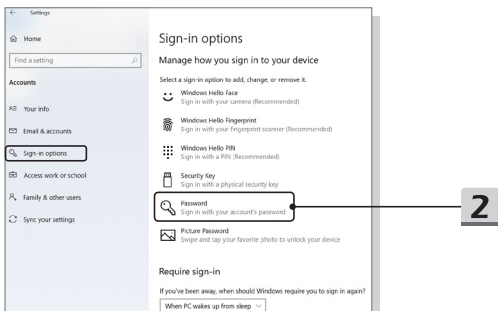 Settings
Home
Find a setting
Accounts
Your info
Email & accounts
Sign-in options
Access work or school
Family & other users
Sync your settings
Sign-in options
Manage how you sign in to your device
Select a sign-in option to add, change, or remove it.
Windows Hello Face
Sign in with your camera (Recommended)
Windows Hello Fingerprint
Sign in with your fingerprint scanner (Recommended)
Windows Hello PIN
Sign in with a PIN (Recommended)
Security Key
Sign in with a physical security key
Password
Sign in with your account's password
Picture Password
Swipe and tap your favorite photo to unlock your device
Require sign-in
If you've been away, when should Windows require you to sign in again?
When PC wakes up from sleep
2